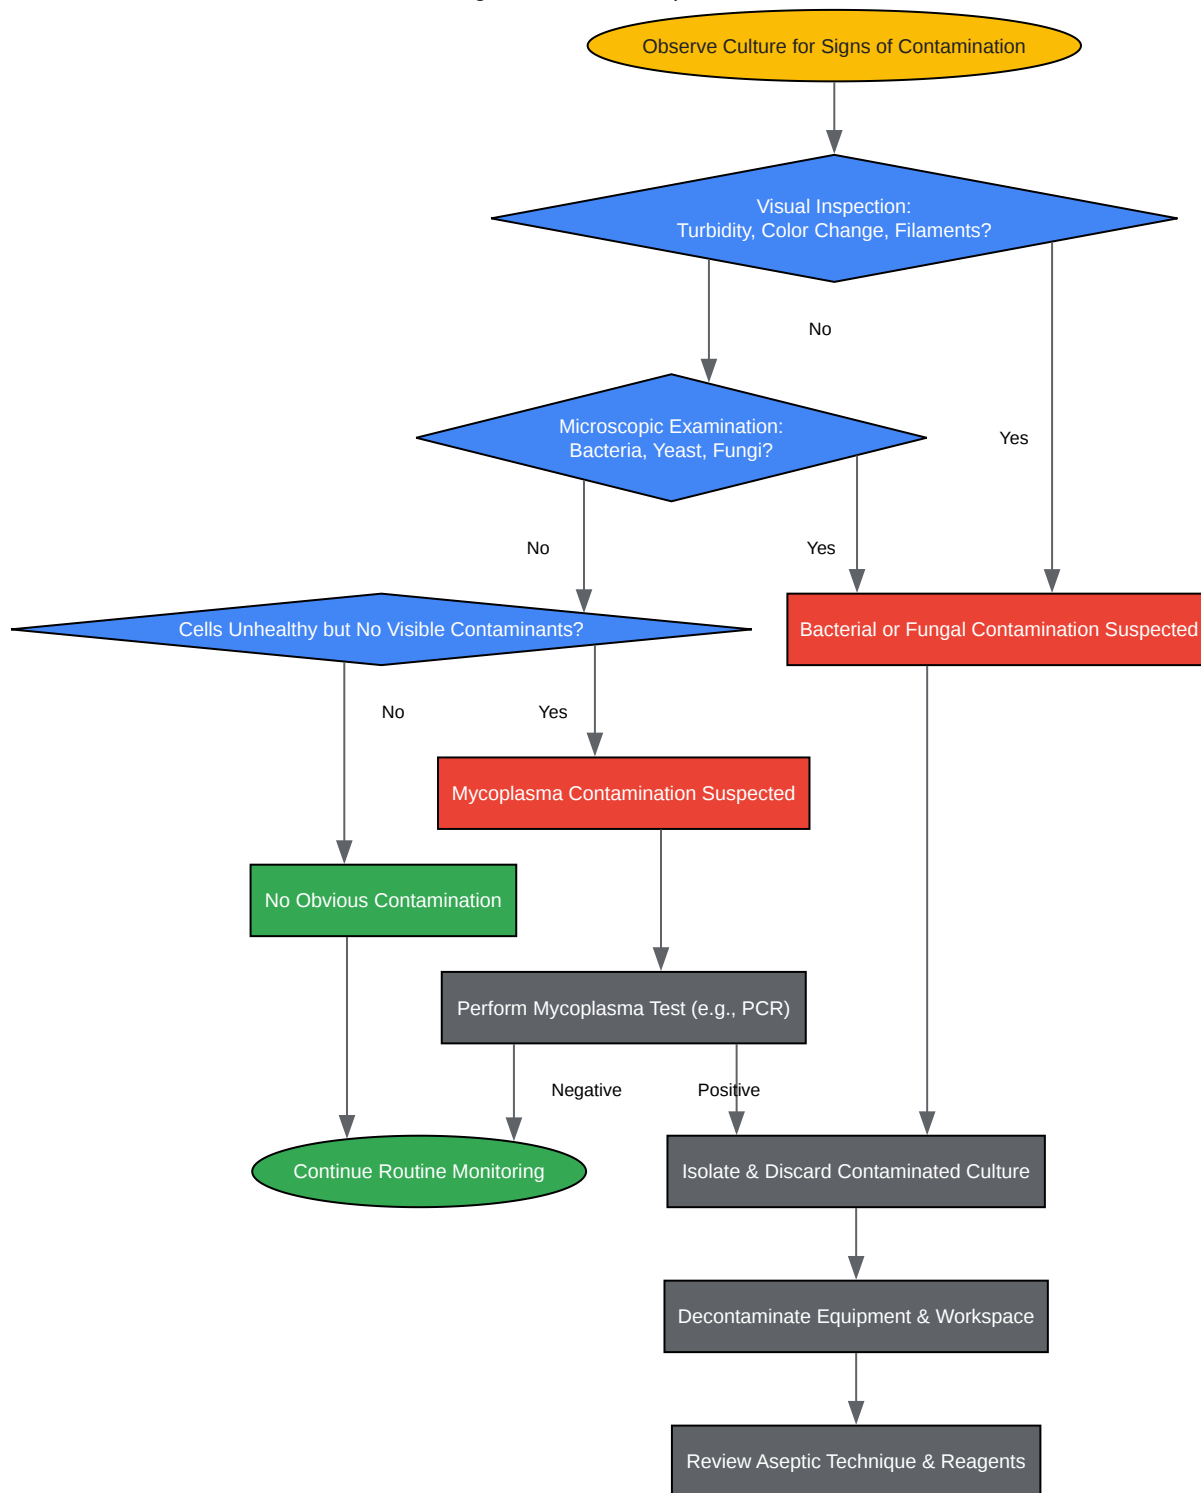 Observe Culture for Signs of Contamination
Visual Inspection:
Turbidity, Color Change, Filaments?
No
Yes
Microscopic Examination:
Bacteria, Yeast, Fungi?
No
Yes
Cells Unhealthy but No Visible Contaminants?
Bacterial or Fungal Contamination Suspected
No
Yes
Mycoplasma Contamination Suspected
No Obvious Contamination
Perform Mycoplasma Test (e.g., PCR)
Negative
Positive
Continue Routine Monitoring
Isolate & Discard Contaminated Culture
Decontaminate Equipment & Workspace
Review Aseptic Technique & Reagents